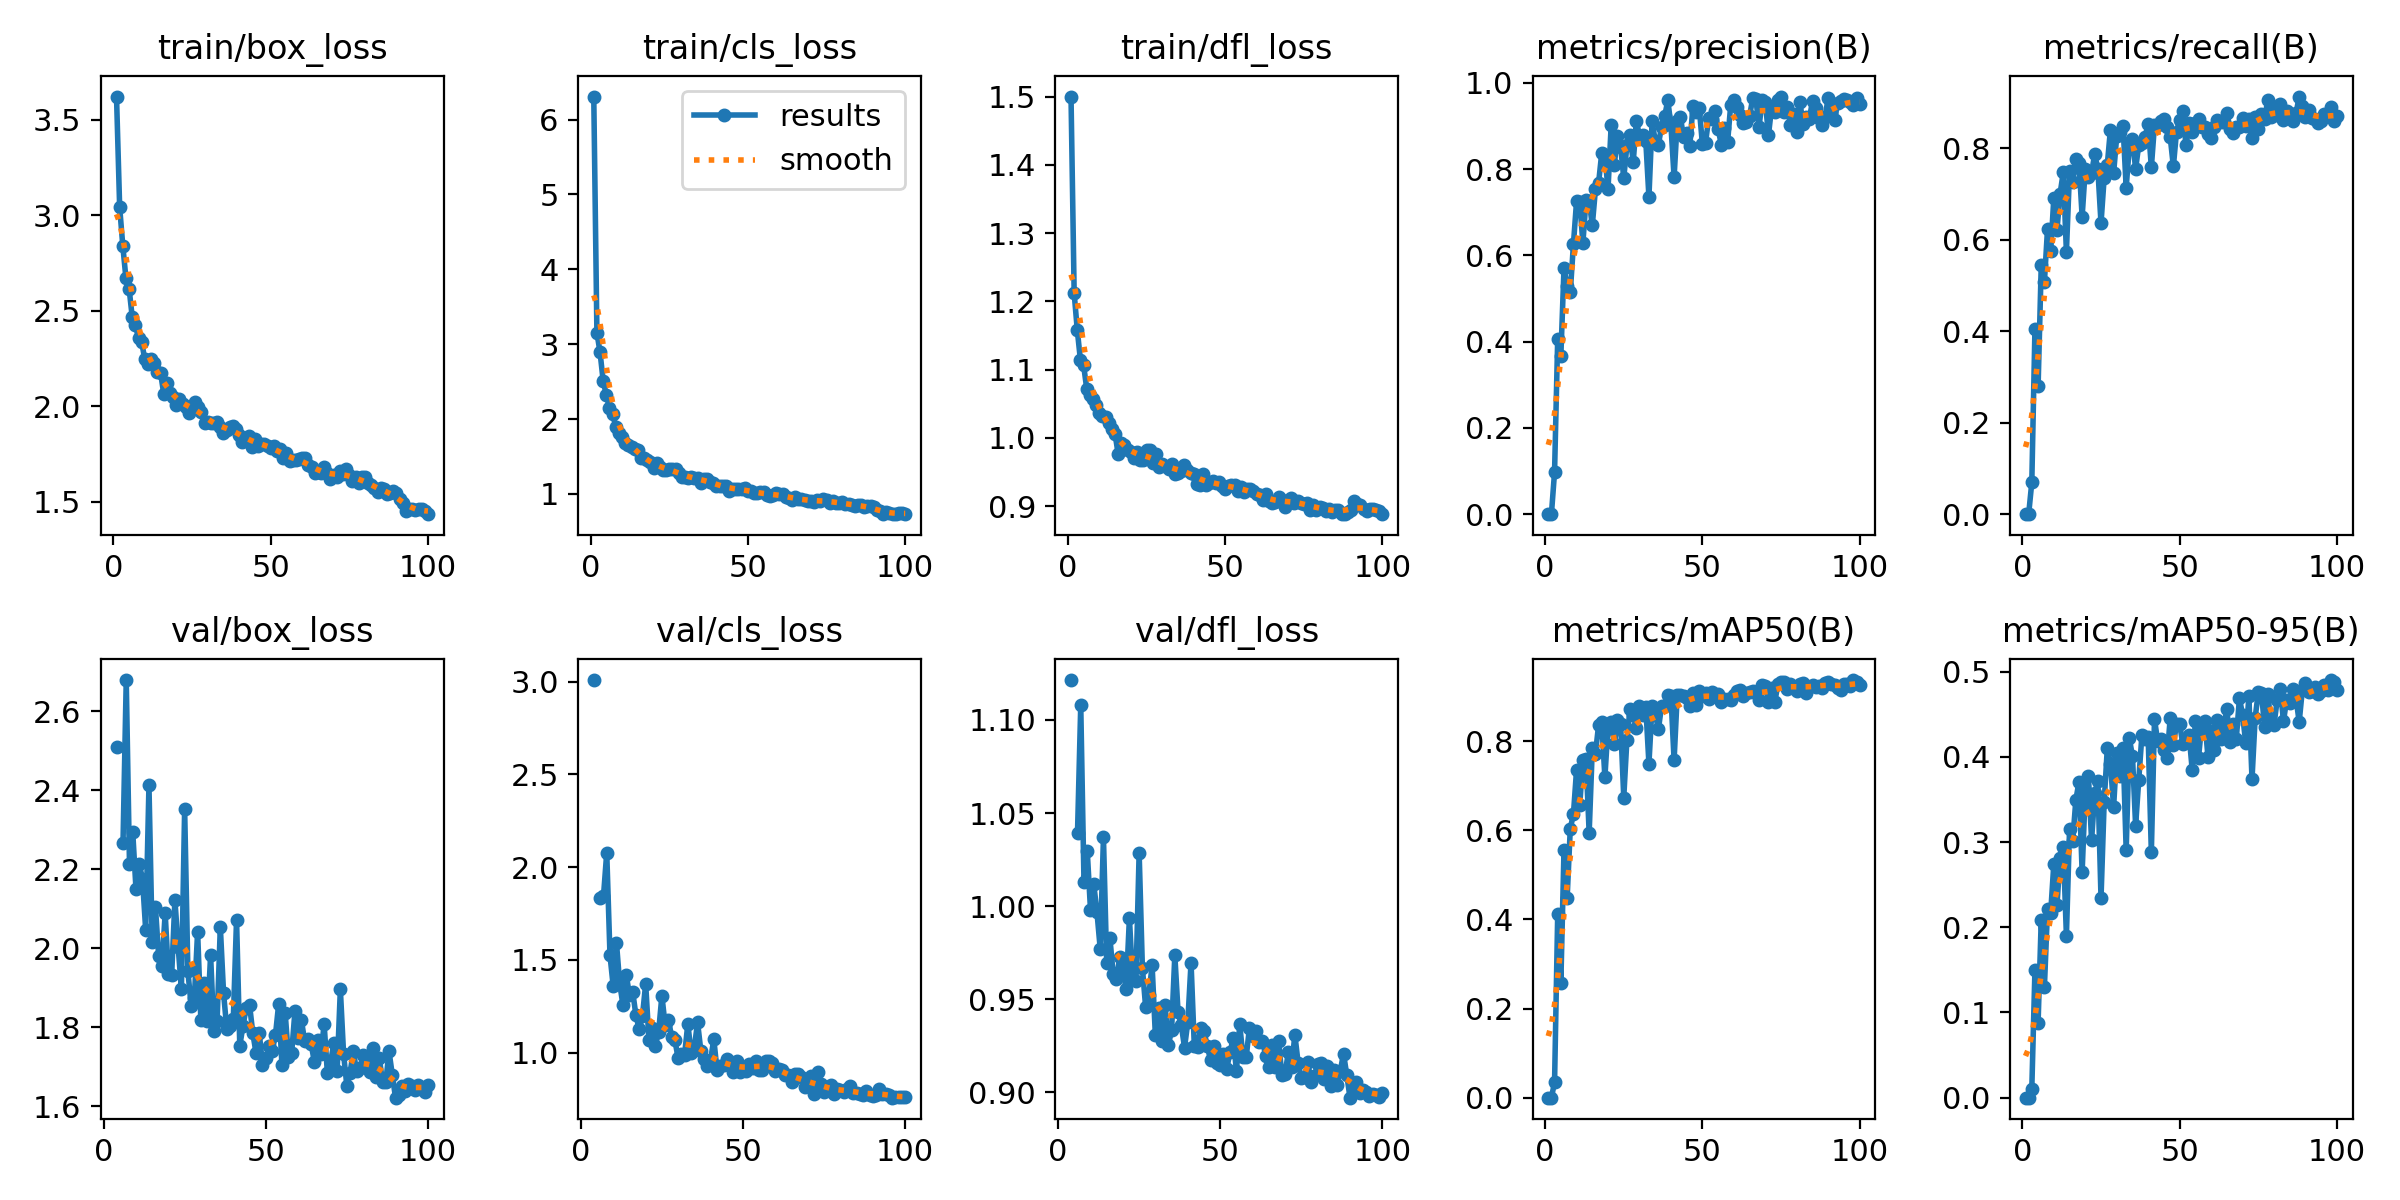 train/box_loss
3.5
3.0
2.5
2.0
1.5
0 50 100
train/cls_loss
results
smooth
6
5
4
3
2
1
0 50 100
train/dfl_loss
1.5
1.4
1.3
1.2
1.1
1.0
0.9
0 50 100
metrics/precision(B)
1.0
0.8
0.6
0.4
0.2
0.0
0 50 100
metrics/recall(B)
0.8
0.6
0.4
0.2
0.0
0 50 100
val/box_loss
2.6
2.4
2.2
2.0
1.8
1.6
0 50 100
val/cls_loss
3.0
2.5
2.0
1.5
1.0
0 50 100
val/dfl_loss
1.10
1.05
1.00
0.95
0.90
0 50 100
metrics/mAP50(B)
0.8
0.6
0.4
0.2
0.0
0 50 100
metrics/mAP50-95(B)
0.5
0.4
0.3
0.2
0.1
0.0
0 50 100